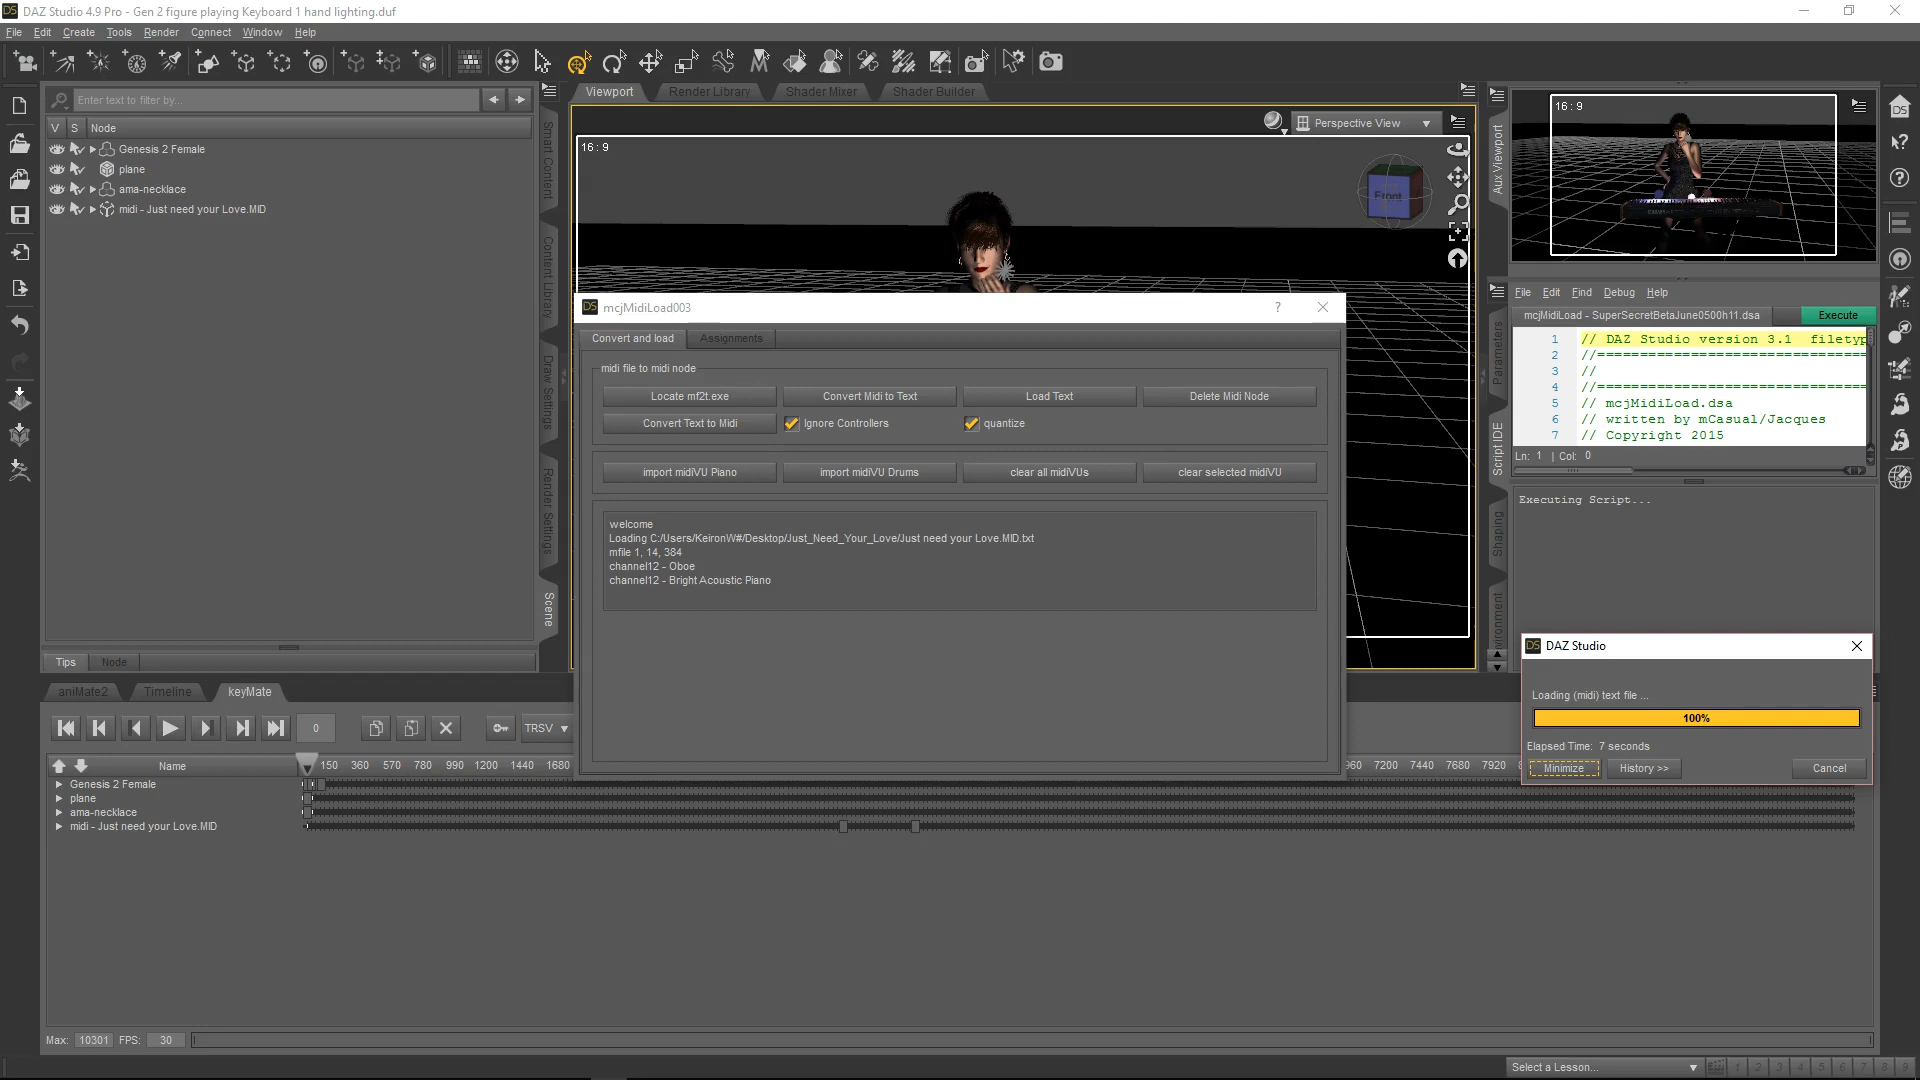 DAZ Studio 4.9 Pro - Gen 2 figure playing Keyboard 1 hand lighting.duf
File Edit Create Tools Render Connect Window Help
Enter text to filter by...
V S Node
Genesis 2 Female
plane
ama-necklace
midi - Just need your Love.MID
Tips Node
Smart Content
Content Library
Draw Settings
Render Settings
Scene
Viewport Render Library Shader Mixer Shader Builder
Perspective View
16 : 9
Front
mcjMidiLoad003
?
Convert and load Assignments
midi file to midi node
Locate mf2t.exe Convert Midi to Text Load Text Delete Midi Node
Convert Text to Midi Ignore Controllers quantize
import midiVU Piano import midiVU Drums clear all midiVUs clear selected midiVU
welcome
Loading C:/Users/KeironW#/Desktop/Just_Need_Your_Love/Just need your Love.MID.txt
mfile 1, 14, 384
channel12 - Oboe
channel12 - Bright Acoustic Piano
Aux Viewport
16 : 9
Parameters
Script IDE
Shaping
File Edit Find Debug Help
mcjMidiLoad - SuperSecretBetaJune0500h11.dsa Execute
1 // DAZ Studio version 3.1 filetyp
2 //==================================
3 //
4 //==================================
5 // mcjMidiLoad.dsa
6 // written by mCasual/Jacques
7 // Copyright 2015
Ln: 1 | Col: 0
Executing Script...
DAZ Studio
Loading (midi) text file ...
100%
Elapsed Time: 7 seconds
Minimize History >> Cancel
aniMate2 Timeline keyMate
0 TRSV
Name 150 360 570 780 990 1200 1440 1680 960 7200 7440 7680 7920
Genesis 2 Female
plane
ama-necklace
midi - Just need your Love.MID
Max: 10301 FPS: 30
Select a Lesson... 1 2 3 4 5 6 7 8 9